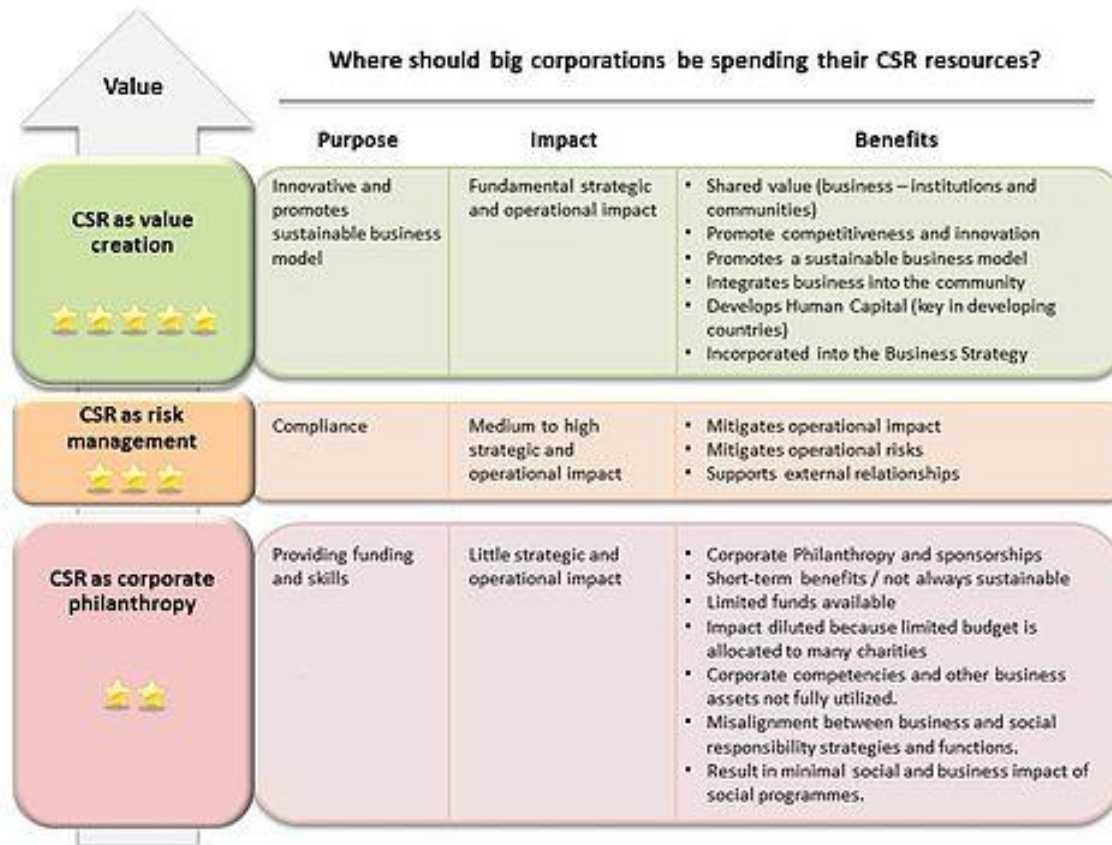 Value
Where should big corporations be spending their CSR resources?
Purpose
Impact
Benefits
CSR as value
creation
Innovative and
promotes
sustainable business
model
Fundamental strategic
and operational impact
• Shared value (business – institutions and
communities)
• Promote competitiveness and innovation
• Promotes a sustainable business model
• Integrates business into the community
• Develops Human Capital (key in developing
countries)
• Incorporated into the Business Strategy
CSR as risk
management
Compliance
Medium to high
strategic and
operational impact
• Mitigates operational impact
• Mitigates operational risks
• Supports external relationships
CSR as corporate
philanthropy
Providing funding
and skills
Little strategic and
operational impact
• Corporate Philanthropy and sponsorships
• Short-term benefits / not always sustainable
• Limited funds available
• Impact diluted because limited budget is
allocated to many charities
• Corporate competencies and other business
assets not fully utilized.
• Misalignment between business and social
responsibility strategies and functions.
• Result in minimal social and business impact of
social programmes.